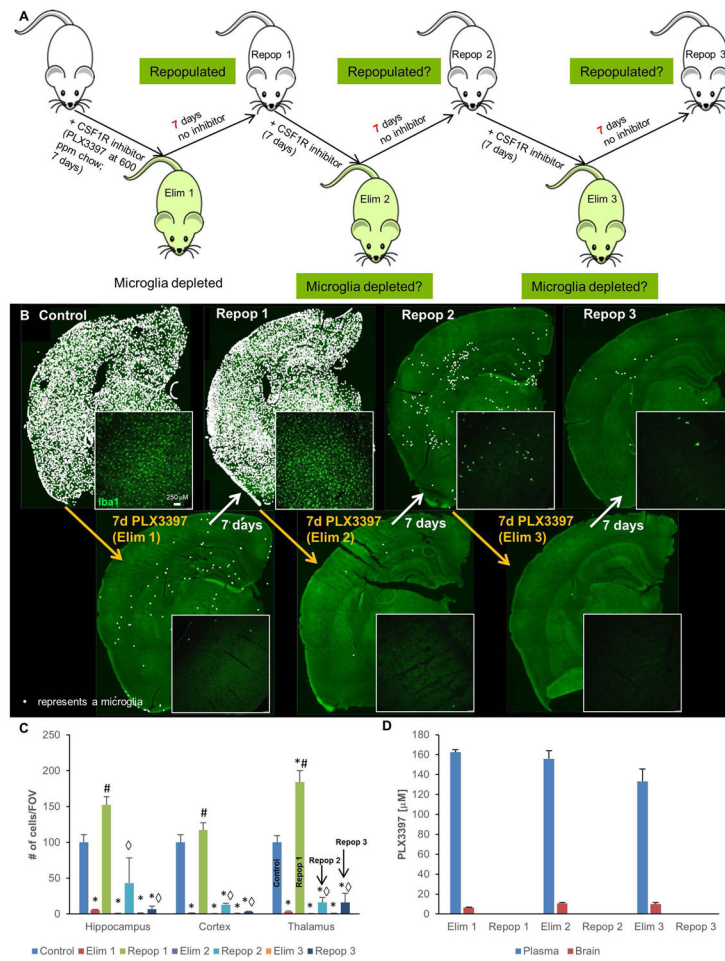 A
Repopulated
Repop 1
Repopulated?
Repop 2
Repopulated?
Repop 3
+ CSF1R inhibitor
(PLX3397 at 600
ppm chow;
7 days)
7 days
no inhibitor
+ CSF1R inhibitor
(7 days)
7 days
no inhibitor
+ CSF1R inhibitor
(7 days)
7 days
no inhibitor
Elim 1
Elim 2
Elim 3
Microglia depleted
Microglia depleted?
Microglia depleted?
B Control
Repop 1
Repop 2
Repop 3
Iba1
250 µM
7d PLX3397
(Elim 1)
7 days
7d PLX3397
(Elim 2)
7 days
7d PLX3397
(Elim 3)
7 days
• represents a microglia
C
# of cells/FOV
250
200
150
100
50
0
* # * * ◊ * * ◊
* # * * ◊ * * ◊
* * # * * ◊ * * ◊
Control
Repop 1
Repop 2
Repop 3
Hippocampus
Cortex
Thalamus
Control Elim 1 Repop 1 Elim 2 Repop 2 Elim 3 Repop 3
D
PLX3397 [µM]
180
160
140
120
100
80
60
40
20
0
Elim 1 Repop 1 Elim 2 Repop 2 Elim 3 Repop 3
Plasma Brain